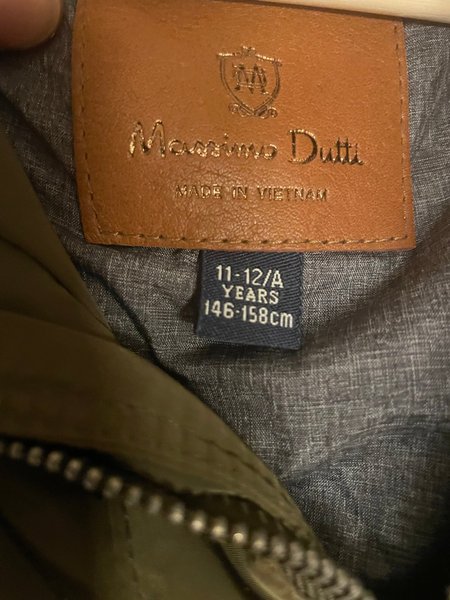 M
Massimo Dutti
MADE IN VIETNAM
11-12/A
YEARS
146-158cm